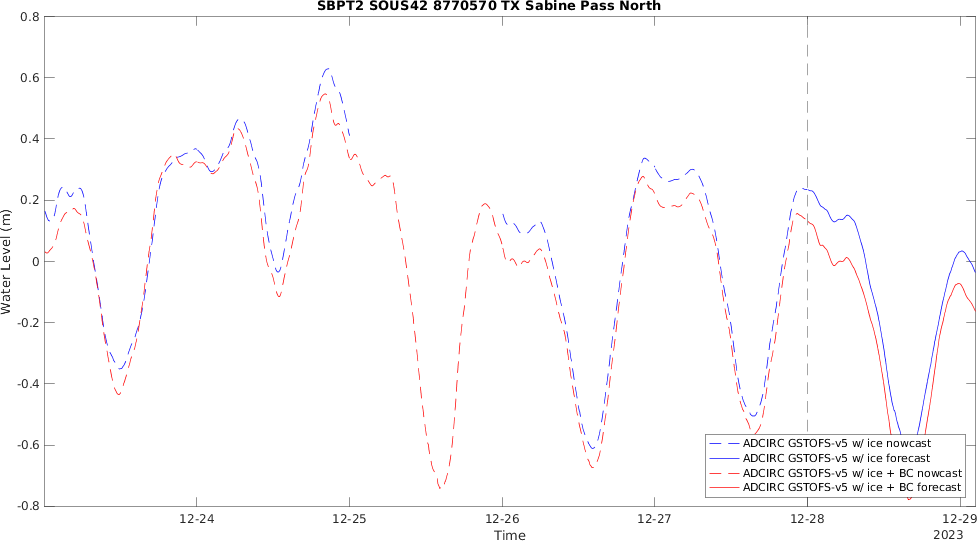 SBPT2 SOUS42 8770570 TX Sabine Pass North
Water Level (m)
0.8
0.6
0.4
0.2
0
-0.2
-0.4
-0.6
-0.8
12-24
12-25
12-26
12-27
12-28
12-29
Time
2023
ADCIRC GSTOFS-v5 w/ ice nowcast
ADCIRC GSTOFS-v5 w/ ice forecast
ADCIRC GSTOFS-v5 w/ ice + BC nowcast
ADCIRC GSTOFS-v5 w/ ice + BC forecast